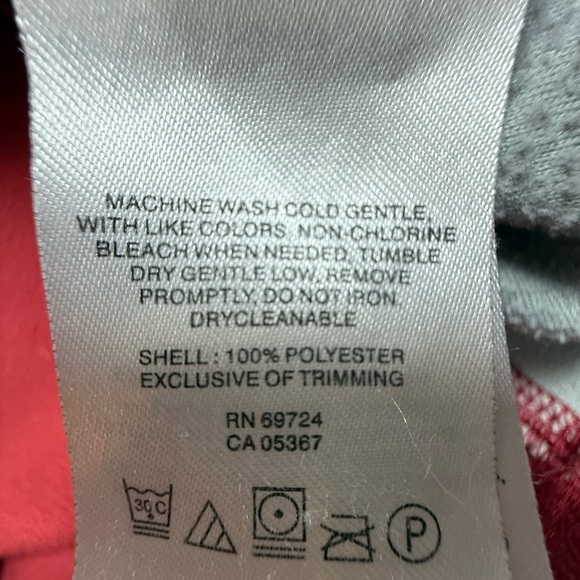 MACHINE WASH COLD GENTLE,
WITH LIKE COLORS, NON-CHLORINE
BLEACH WHEN NEEDED, TUMBLE
DRY GENTLE LOW, REMOVE
PROMPTLY, DO NOT IRON.
DRYCLEANABLE
SHELL : 100% POLYESTER
EXCLUSIVE OF TRIMMING
RN 69724
CA 05367
30 C P